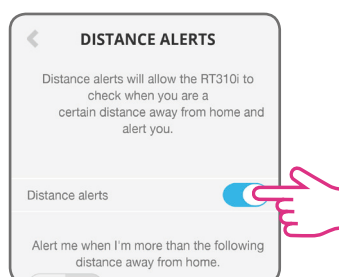 DISTANCE ALERTS
Distance alerts will allow the RT310i to
check when you are a
certain distance away from home and
alert you.
Distance alerts
Alert me when I'm more than the following
distance away from home.